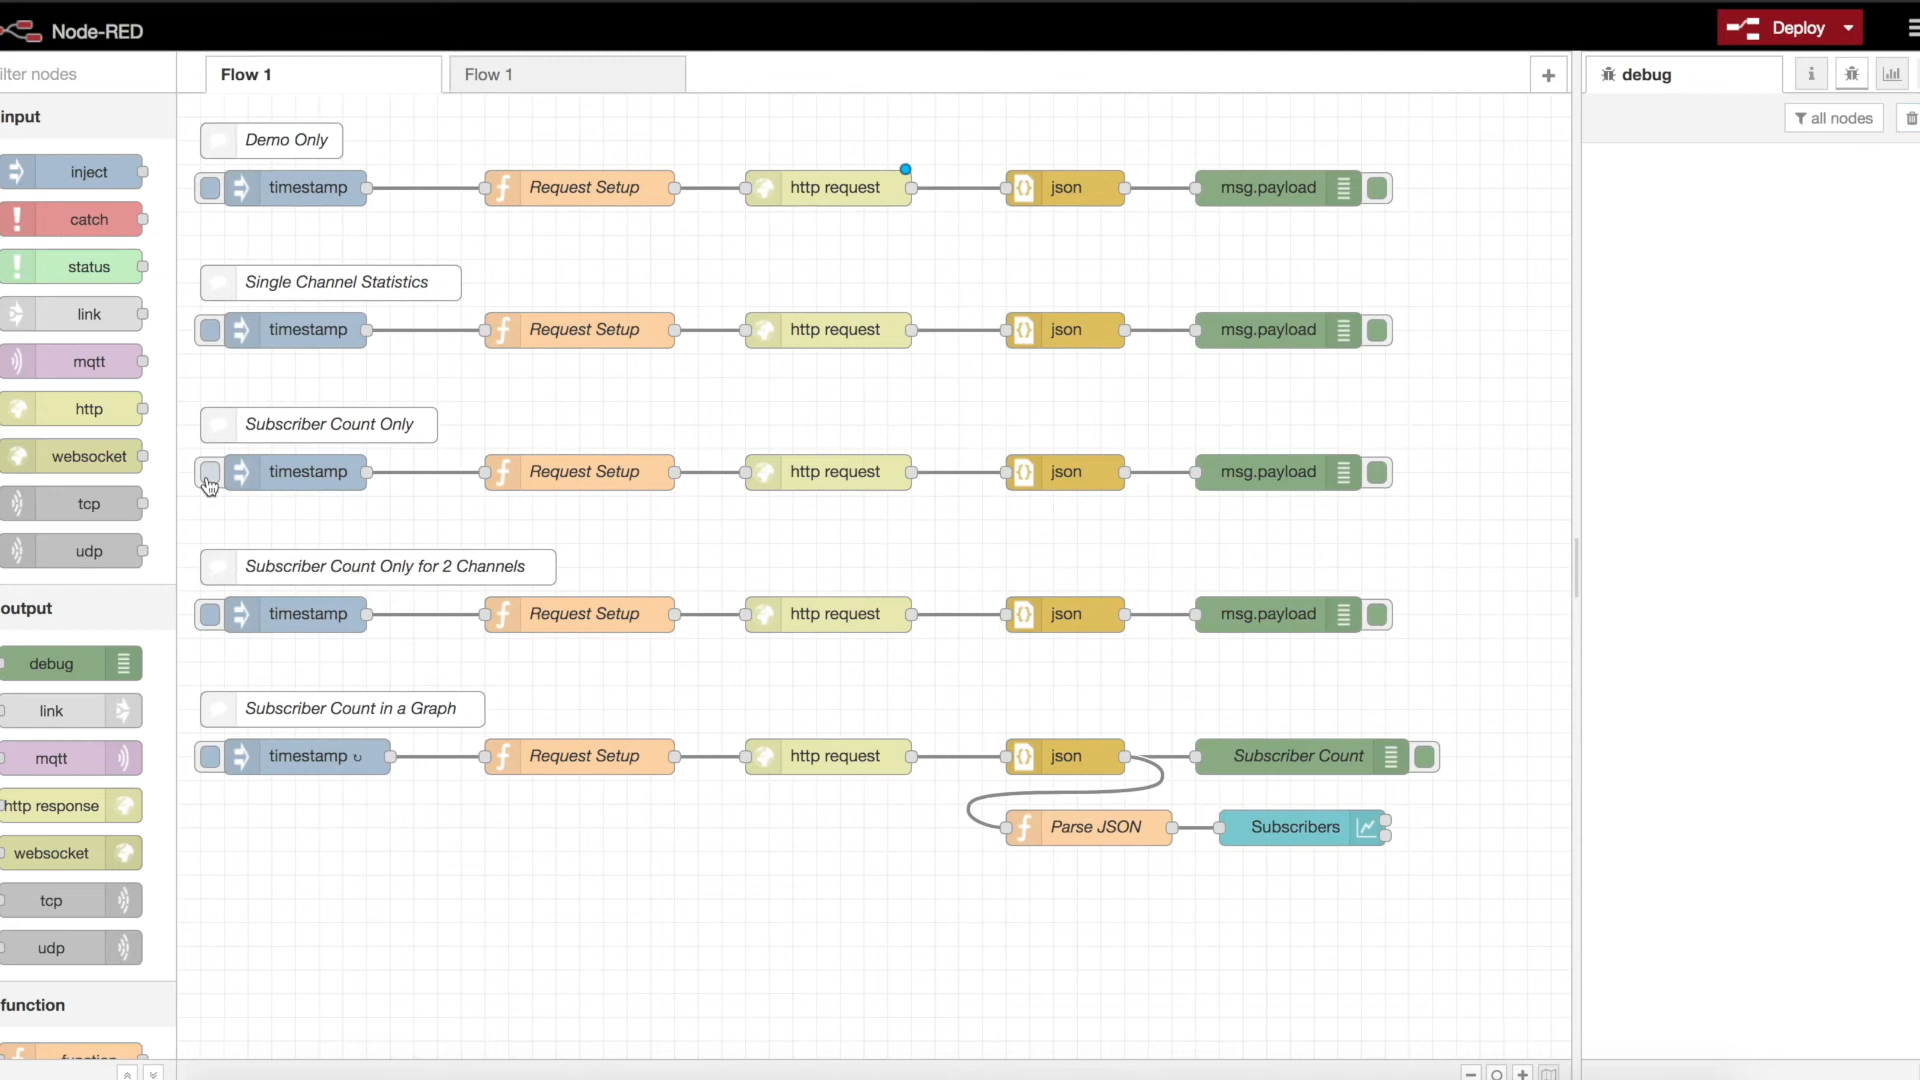 Node-RED
Deploy
ilter nodes
Flow 1
Flow 1
debug
all nodes
input
inject
catch
status
link
mqtt
http
websocket
tcp
udp
output
debug
link
mqtt
http response
websocket
tcp
udp
function
function
Demo Only
timestamp
Request Setup
http request
json
msg.payload
Single Channel Statistics
timestamp
Request Setup
http request
json
msg.payload
Subscriber Count Only
timestamp
Request Setup
http request
json
msg.payload
Subscriber Count Only for 2 Channels
timestamp
Request Setup
http request
json
msg.payload
Subscriber Count in a Graph
timestamp ↻
Request Setup
http request
json
Subscriber Count
Parse JSON
Subscribers